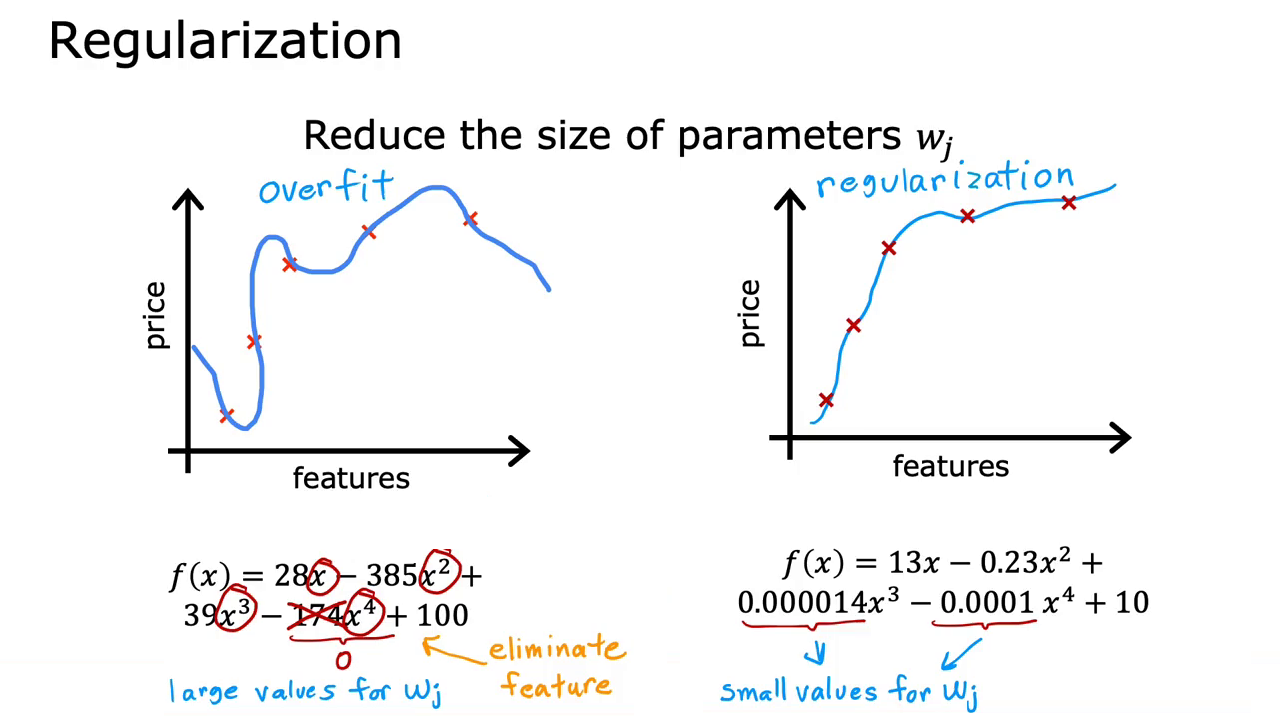 Regularization
Reduce the size of parameters wⱼ
overfit
price
features
f(x) = 28x − 385x² +
39x³ − 174x⁴ + 100
0
eliminate
feature
large values for wⱼ
regularization
price
features
f(x) = 13x − 0.23x² +
0.000014x³ − 0.0001 x⁴ + 10
small values for wⱼ